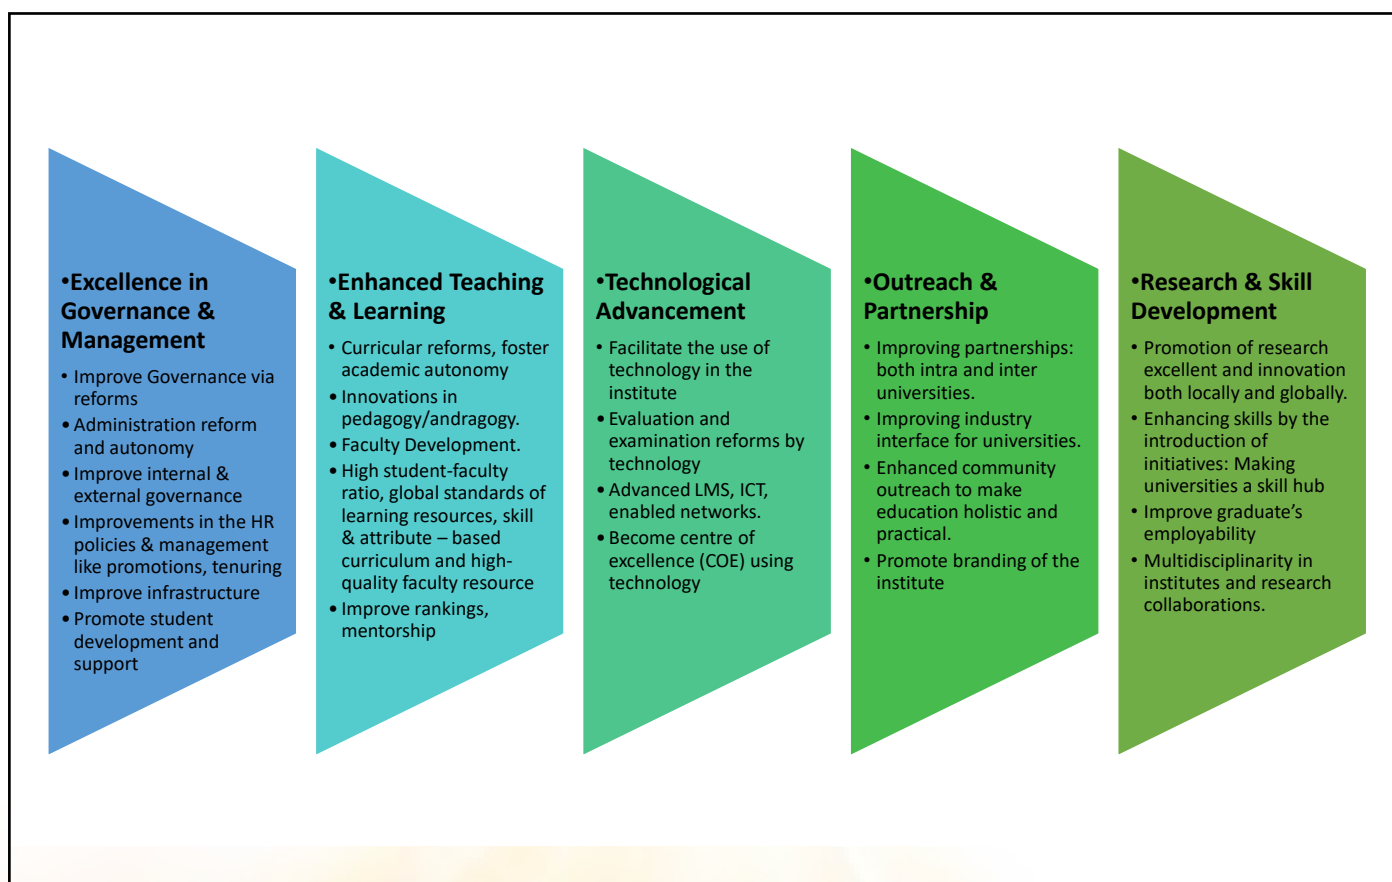 •Excellence in
Governance &
Management
• Improve Governance via
reforms
• Administration reform
and autonomy
• Improve internal &
external governance
• Improvements in the HR
policies & management
like promotions, tenuring
• Improve infrastructure
• Promote student
development and
support
•Enhanced Teaching
& Learning
• Curricular reforms, foster
academic autonomy
• Innovations in
pedagogy/andragogy.
• Faculty Development.
• High student-faculty
ratio, global standards of
learning resources, skill
& attribute – based
curriculum and high-
quality faculty resource
• Improve rankings,
mentorship
•Technological
Advancement
• Facilitate the use of
technology in the
institute
• Evaluation and
examination reforms by
technology
• Advanced LMS, ICT,
enabled networks.
• Become centre of
excellence (COE) using
technology
•Outreach &
Partnership
• Improving partnerships:
both intra and inter
universities.
• Improving industry
interface for universities.
• Enhanced community
outreach to make
education holistic and
practical.
• Promote branding of the
institute
•Research & Skill
Development
• Promotion of research
excellent and innovation
both locally and globally.
• Enhancing skills by the
introduction of
initiatives: Making
universities a skill hub
• Improve graduate’s
employability
• Multidisciplinarity in
institutes and research
collaborations.